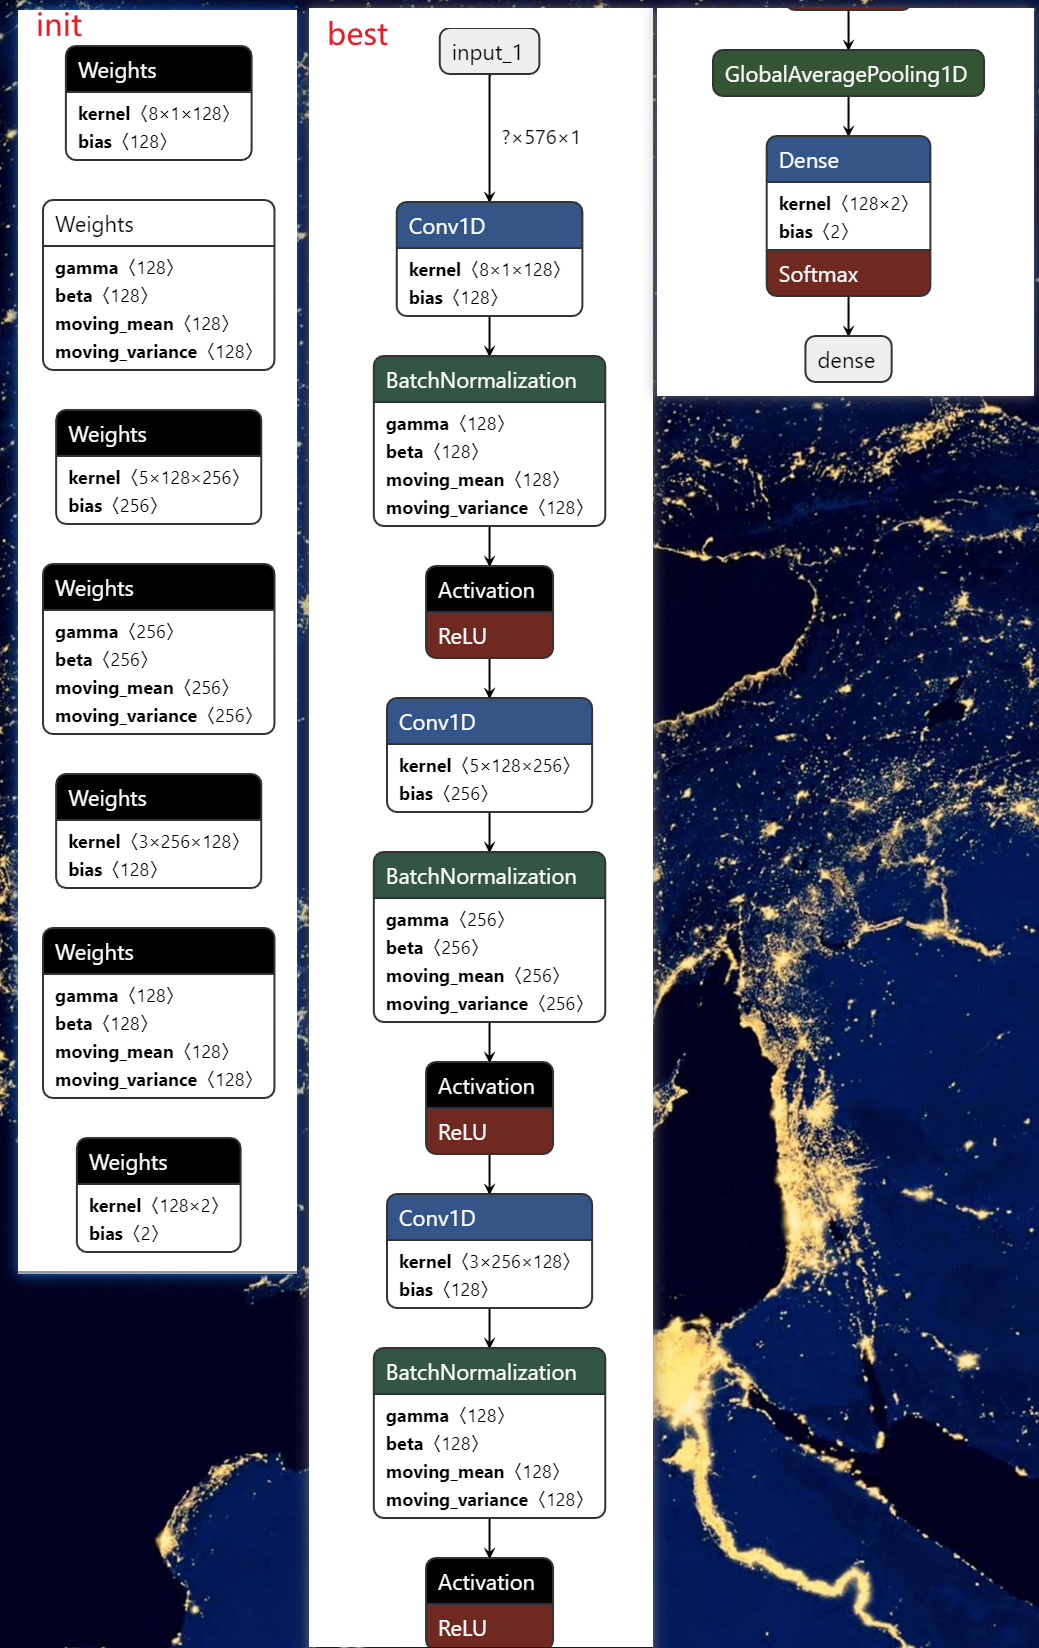 init
Weights
kernel 〈8×1×128〉
bias 〈128〉
Weights
gamma 〈128〉
beta 〈128〉
moving_mean 〈128〉
moving_variance 〈128〉
Weights
kernel 〈5×128×256〉
bias 〈256〉
Weights
gamma 〈256〉
beta 〈256〉
moving_mean 〈256〉
moving_variance 〈256〉
Weights
kernel 〈3×256×128〉
bias 〈128〉
Weights
gamma 〈128〉
beta 〈128〉
moving_mean 〈128〉
moving_variance 〈128〉
Weights
kernel 〈128×2〉
bias 〈2〉
best
input_1
?×576×1
Conv1D
kernel 〈8×1×128〉
bias 〈128〉
BatchNormalization
gamma 〈128〉
beta 〈128〉
moving_mean 〈128〉
moving_variance 〈128〉
Activation
ReLU
Conv1D
kernel 〈5×128×256〉
bias 〈256〉
BatchNormalization
gamma 〈256〉
beta 〈256〉
moving_mean 〈256〉
moving_variance 〈256〉
Activation
ReLU
Conv1D
kernel 〈3×256×128〉
bias 〈128〉
BatchNormalization
gamma 〈128〉
beta 〈128〉
moving_mean 〈128〉
moving_variance 〈128〉
Activation
ReLU
GlobalAveragePooling1D
Dense
kernel 〈128×2〉
bias 〈2〉
Softmax
dense